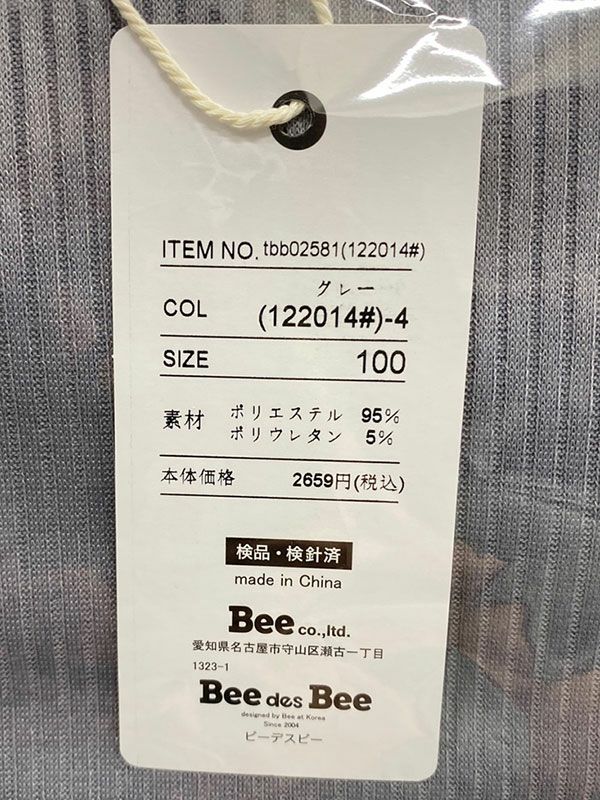 ITEM NO. tbb02581(122014#)
グレー
COL (122014#)-4
SIZE 100
素材 ポリエステル 95%
ポリウレタン 5%
本体価格 2659円(税込)
検品・検針済
made in China
Bee co.,ltd.
愛知県名古屋市守山区瀬古一丁目
1323-1
Bee des Bee
designed by Bee at Korea
Since 2004
ビーデスビー